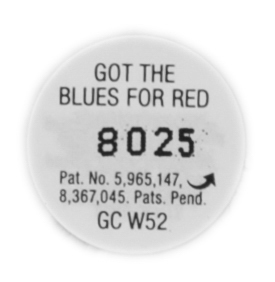 GOT THE
BLUES FOR RED
8025
Pat. No. 5,965,147,
8,367,045. Pats. Pend.
GC W52